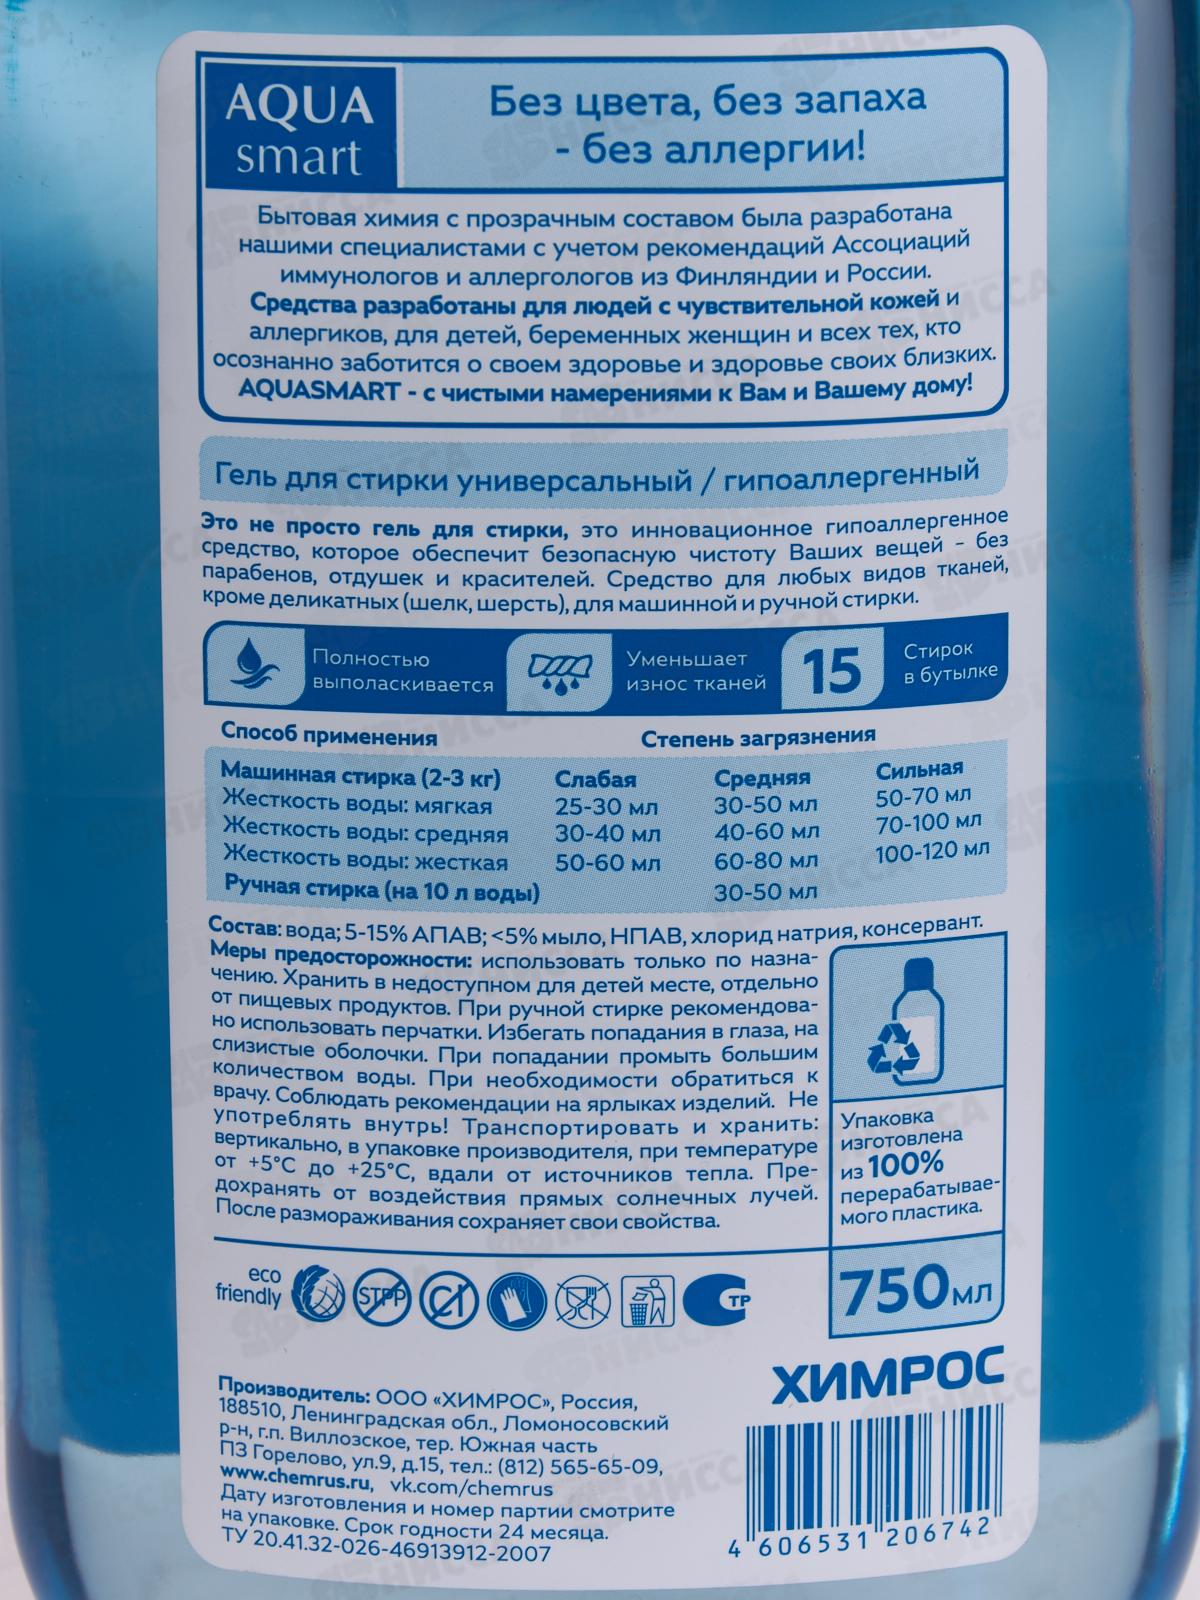 AQUA
smart
Без цвета, без запаха
- без аллергии!
Бытовая химия с прозрачным составом была разработана
нашими специалистами с учетом рекомендаций Ассоциаций
иммунологов и аллергологов из Финляндии и России.
Средства разработаны для людей с чувствительной кожей и
аллергиков, для детей, беременных женщин и всех тех, кто
осознанно заботится о своем здоровье и здоровье своих близких.
AQUASMART - с чистыми намерениями к Вам и Вашему дому!
Гель для стирки универсальный / гипоаллергенный
Это не просто гель для стирки, это инновационное гипоаллергенное
средство, которое обеспечит безопасную чистоту Ваших вещей - без
парабенов, отдушек и красителей. Средство для любых видов тканей,
кроме деликатных (шелк, шерсть), для машинной и ручной стирки.
Полностью
выполаскивается
Уменьшает
износ тканей
15
Стирок
в бутылке
Способ применения Степень загрязнения
Машинная стирка (2-3 кг) Слабая Средняя Сильная
Жесткость воды: мягкая 25-30 мл 30-50 мл 50-70 мл
Жесткость воды: средняя 30-40 мл 40-60 мл 70-100 мл
Жесткость воды: жесткая 50-60 мл 60-80 мл 100-120 мл
Ручная стирка (на 10 л воды) 30-50 мл
Состав: вода; 5-15% АПАВ; <5% мыло, НПАВ, хлорид натрия, консервант.
Меры предосторожности: использовать только по назна-
чению. Хранить в недоступном для детей месте, отдельно
от пищевых продуктов. При ручной стирке рекомендова-
но использовать перчатки. Избегать попадания в глаза, на
слизистые оболочки. При попадании промыть большим
количеством воды. При необходимости обратиться к
врачу. Соблюдать рекомендации на ярлыках изделий. Не
употреблять внутрь! Транспортировать и хранить:
вертикально, в упаковке производителя, при температуре
от +5°С до +25°С, вдали от источников тепла. Пре-
дохранять от воздействия прямых солнечных лучей.
После размораживания сохраняет свои свойства.
Упаковка
изготовлена
из 100%
перерабатывае-
мого пластика.
750мл
eco
friendly
STPP
Cl
СТР
ХИМРОС
Производитель: ООО «ХИМРОС», Россия,
188510, Ленинградская обл., Ломоносовский
р-н, г.п. Виллозское, тер. Южная часть
ПЗ Горелово, ул.9, д.15, тел.: (812) 565-65-09,
www.chemrus.ru, vk.com/chemrus
Дату изготовления и номер партии смотрите
на упаковке. Срок годности 24 месяца.
ТУ 20.41.32-026-46913912-2007
4 606531 206742